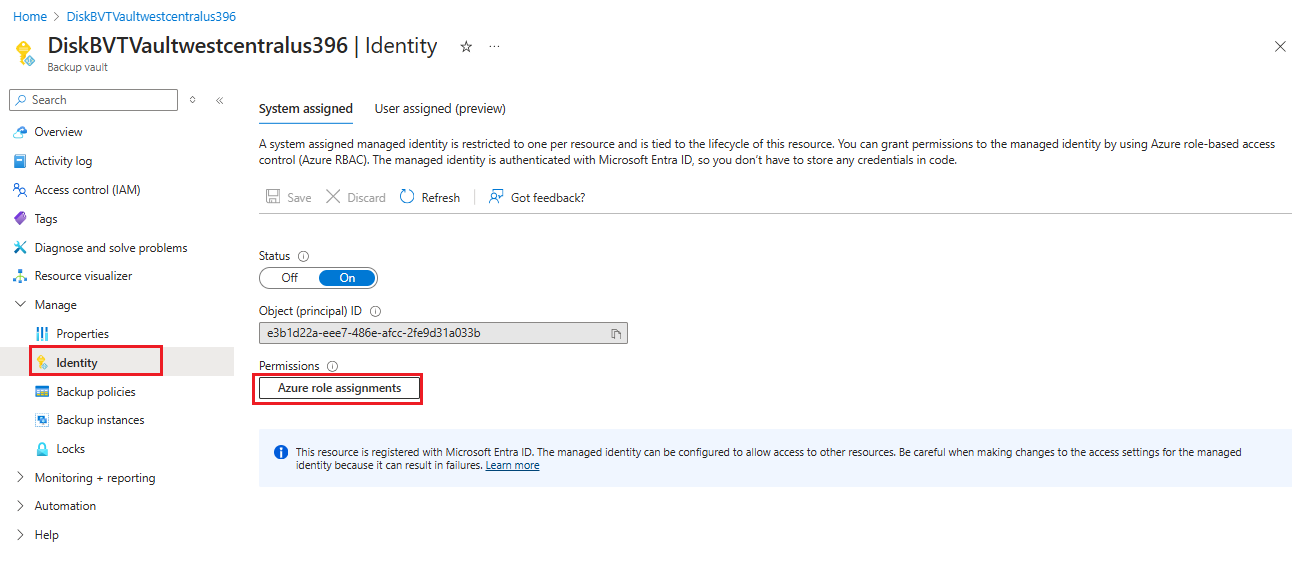 Home > DiskBVTVaultwestcentralus396
DiskBVTVaultwestcentralus396 | Identity
Backup vault
Search
Overview
Activity log
Access control (IAM)
Tags
Diagnose and solve problems
Resource visualizer
Manage
Properties
Identity
Backup policies
Backup instances
Locks
Monitoring + reporting
Automation
Help
System assigned User assigned (preview)
A system assigned managed identity is restricted to one per resource and is tied to the lifecycle of this resource. You can grant permissions to the managed identity by using Azure role-based access
control (Azure RBAC). The managed identity is authenticated with Microsoft Entra ID, so you don't have to store any credentials in code.
Save Discard Refresh Got feedback?
Status
Off On
Object (principal) ID
e3b1d22a-eee7-486e-afcc-2fe9d31a033b
Permissions
Azure role assignments
This resource is registered with Microsoft Entra ID. The managed identity can be configured to allow access to other resources. Be careful when making changes to the access settings for the managed
identity because it can result in failures. Learn more